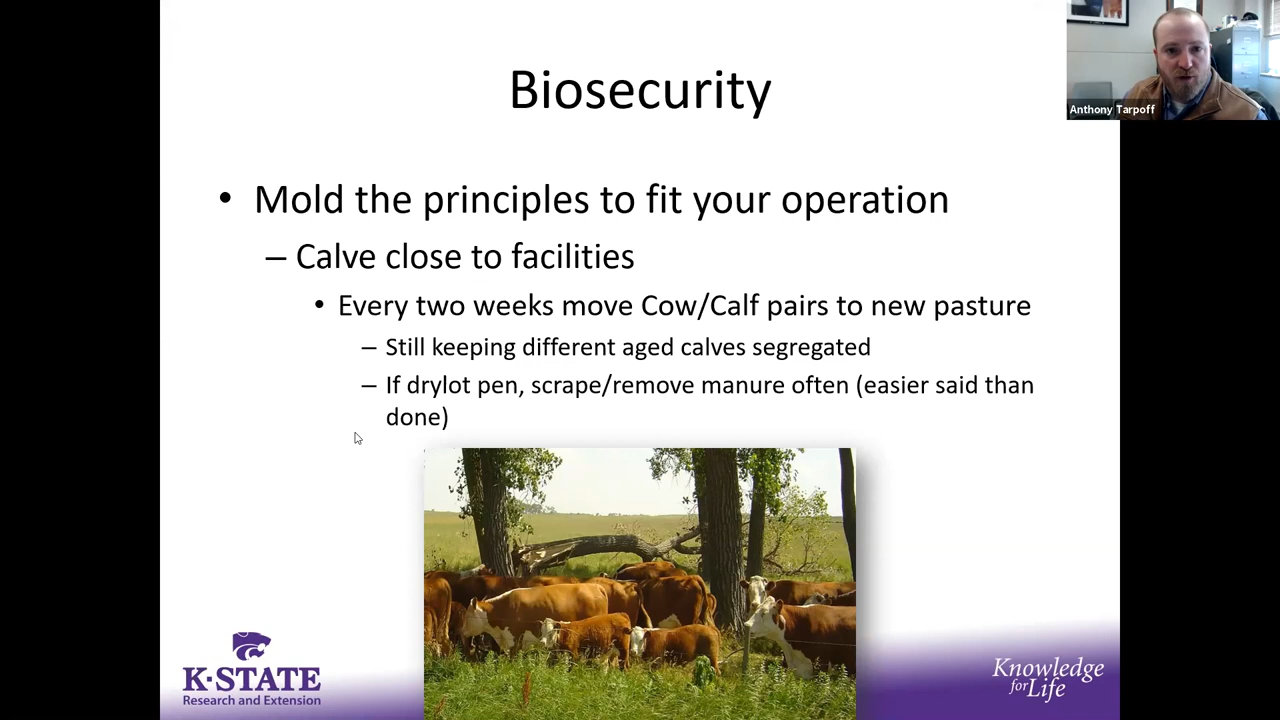 Biosecurity
Anthony Tarpoff
• Mold the principles to fit your operation
– Calve close to facilities
• Every two weeks move Cow/Calf pairs to new pasture
– Still keeping different aged calves segregated
– If drylot pen, scrape/remove manure often (easier said than
done)
K-STATE
Research and Extension
Knowledge
for Life